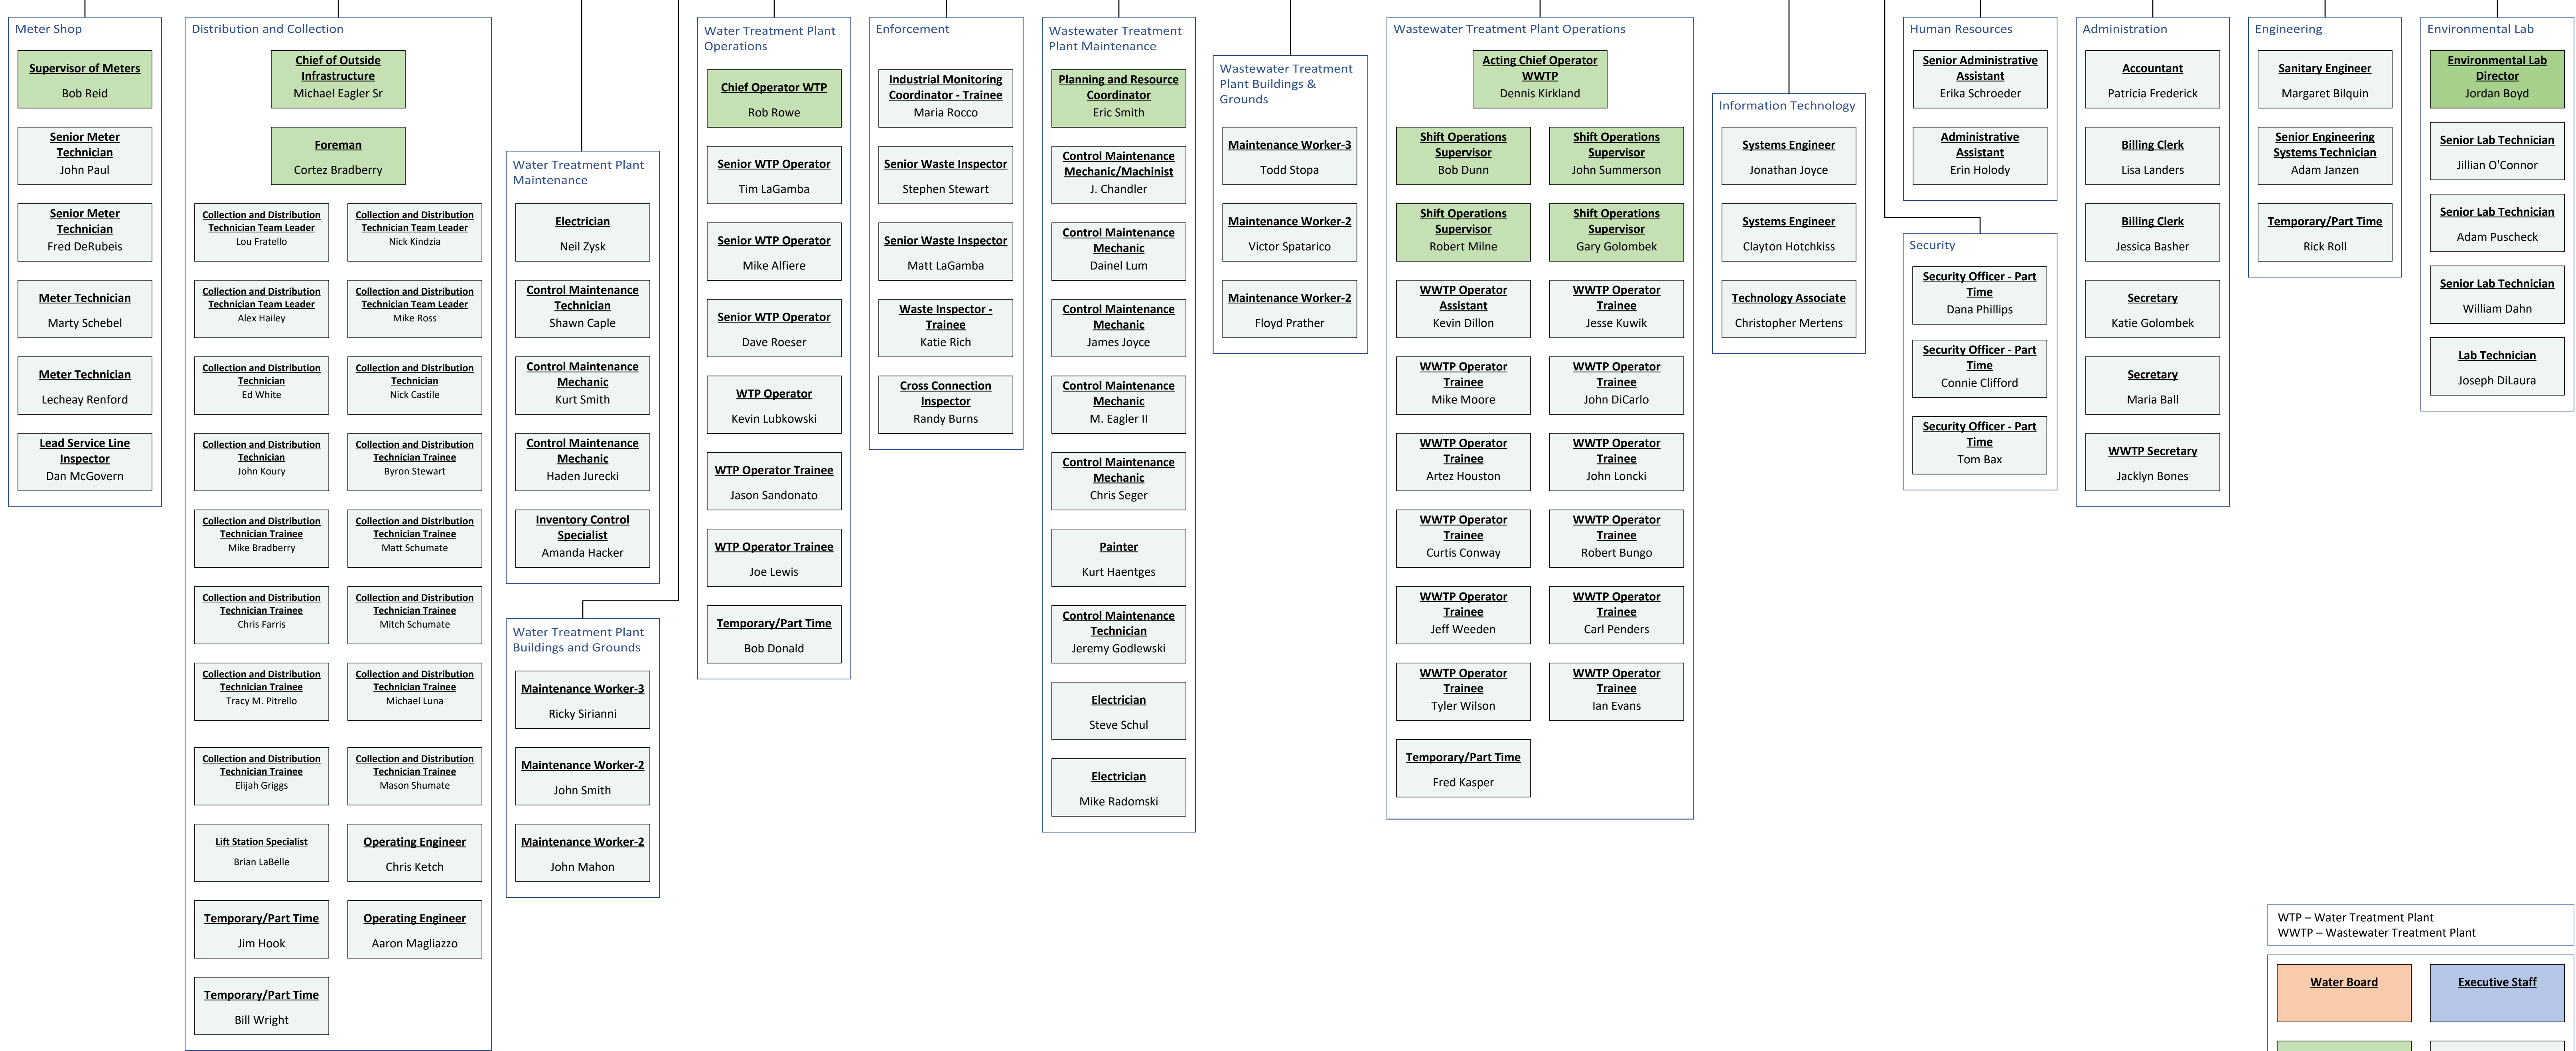 Meter Shop
Supervisor of Meters
Bob Reid
Senior Meter
Technician
John Paul
Senior Meter
Technician
Fred DeRubeis
Meter Technician
Marty Schebel
Meter Technician
Lecheay Renford
Lead Service Line
Inspector
Dan McGovern
Distribution and Collection
Chief of Outside
Infrastructure
Michael Eagler Sr
Foreman
Cortez Bradberry
Collection and Distribution
Technician Team Leader
Lou Fratello
Collection and Distribution
Technician Team Leader
Nick Kindzia
Collection and Distribution
Technician Team Leader
Alex Hailey
Collection and Distribution
Technician Team Leader
Mike Ross
Collection and Distribution
Technician
Ed White
Collection and Distribution
Technician
Nick Castile
Collection and Distribution
Technician
John Koury
Collection and Distribution
Technician Trainee
Byron Stewart
Collection and Distribution
Technician Trainee
Mike Bradberry
Collection and Distribution
Technician Trainee
Matt Schumate
Collection and Distribution
Technician Trainee
Chris Farris
Collection and Distribution
Technician Trainee
Mitch Schumate
Collection and Distribution
Technician Trainee
Tracy M. Pitrello
Collection and Distribution
Technician Trainee
Michael Luna
Collection and Distribution
Technician Trainee
Elijah Griggs
Collection and Distribution
Technician Trainee
Mason Shumate
Lift Station Specialist
Brian LaBelle
Operating Engineer
Chris Ketch
Temporary/Part Time
Jim Hook
Operating Engineer
Aaron Magliazzo
Temporary/Part Time
Bill Wright
Water Treatment Plant
Maintenance
Electrician
Neil Zysk
Control Maintenance
Technician
Shawn Caple
Control Maintenance
Mechanic
Kurt Smith
Control Maintenance
Mechanic
Haden Jurecki
Inventory Control
Specialist
Amanda Hacker
Water Treatment Plant
Buildings and Grounds
Maintenance Worker-3
Ricky Sirianni
Maintenance Worker-2
John Smith
Maintenance Worker-2
John Mahon
Water Treatment Plant
Operations
Chief Operator WTP
Rob Rowe
Senior WTP Operator
Tim LaGamba
Senior WTP Operator
Mike Alfiere
Senior WTP Operator
Dave Roeser
WTP Operator
Kevin Lubkowski
WTP Operator Trainee
Jason Sandonato
WTP Operator Trainee
Joe Lewis
Temporary/Part Time
Bob Donald
Enforcement
Industrial Monitoring
Coordinator - Trainee
Maria Rocco
Senior Waste Inspector
Stephen Stewart
Senior Waste Inspector
Matt LaGamba
Waste Inspector -
Trainee
Katie Rich
Cross Connection
Inspector
Randy Burns
Wastewater Treatment
Plant Maintenance
Planning and Resource
Coordinator
Eric Smith
Control Maintenance
Mechanic/Machinist
J. Chandler
Control Maintenance
Mechanic
Dainel Lum
Control Maintenance
Mechanic
James Joyce
Control Maintenance
Mechanic
M. Eagler II
Control Maintenance
Mechanic
Chris Seger
Painter
Kurt Haentges
Control Maintenance
Technician
Jeremy Godlewski
Electrician
Steve Schul
Electrician
Mike Radomski
Wastewater Treatment
Plant Buildings &
Grounds
Maintenance Worker-3
Todd Stopa
Maintenance Worker-2
Victor Spatarico
Maintenance Worker-2
Floyd Prather
Wastewater Treatment Plant Operations
Acting Chief Operator
WWTP
Dennis Kirkland
Shift Operations
Supervisor
Bob Dunn
Shift Operations
Supervisor
John Summerson
Shift Operations
Supervisor
Robert Milne
Shift Operations
Supervisor
Gary Golombek
WWTP Operator
Assistant
Kevin Dillon
WWTP Operator
Trainee
Jesse Kuwik
WWTP Operator
Trainee
Mike Moore
WWTP Operator
Trainee
John DiCarlo
WWTP Operator
Trainee
Artez Houston
WWTP Operator
Trainee
John Loncki
WWTP Operator
Trainee
Curtis Conway
WWTP Operator
Trainee
Robert Bungo
WWTP Operator
Trainee
Jeff Weeden
WWTP Operator
Trainee
Carl Penders
WWTP Operator
Trainee
Tyler Wilson
WWTP Operator
Trainee
Ian Evans
Temporary/Part Time
Fred Kasper
Information Technology
Systems Engineer
Jonathan Joyce
Systems Engineer
Clayton Hotchkiss
Technology Associate
Christopher Mertens
Human Resources
Senior Administrative
Assistant
Erika Schroeder
Administrative
Assistant
Erin Holody
Security
Security Officer - Part
Time
Dana Phillips
Security Officer - Part
Time
Connie Clifford
Security Officer - Part
Time
Tom Bax
Administration
Accountant
Patricia Frederick
Billing Clerk
Lisa Landers
Billing Clerk
Jessica Basher
Secretary
Katie Golombek
Secretary
Maria Ball
WWTP Secretary
Jacklyn Bones
Engineering
Sanitary Engineer
Margaret Bilquin
Senior Engineering
Systems Technician
Adam Janzen
Temporary/Part Time
Rick Roll
Environmental Lab
Environmental Lab
Director
Jordan Boyd
Senior Lab Technician
Jillian O'Connor
Senior Lab Technician
Adam Puscheck
Senior Lab Technician
William Dahn
Lab Technician
Joseph DiLaura
WTP – Water Treatment Plant
WWTP – Wastewater Treatment Plant
Water Board
Executive Staff